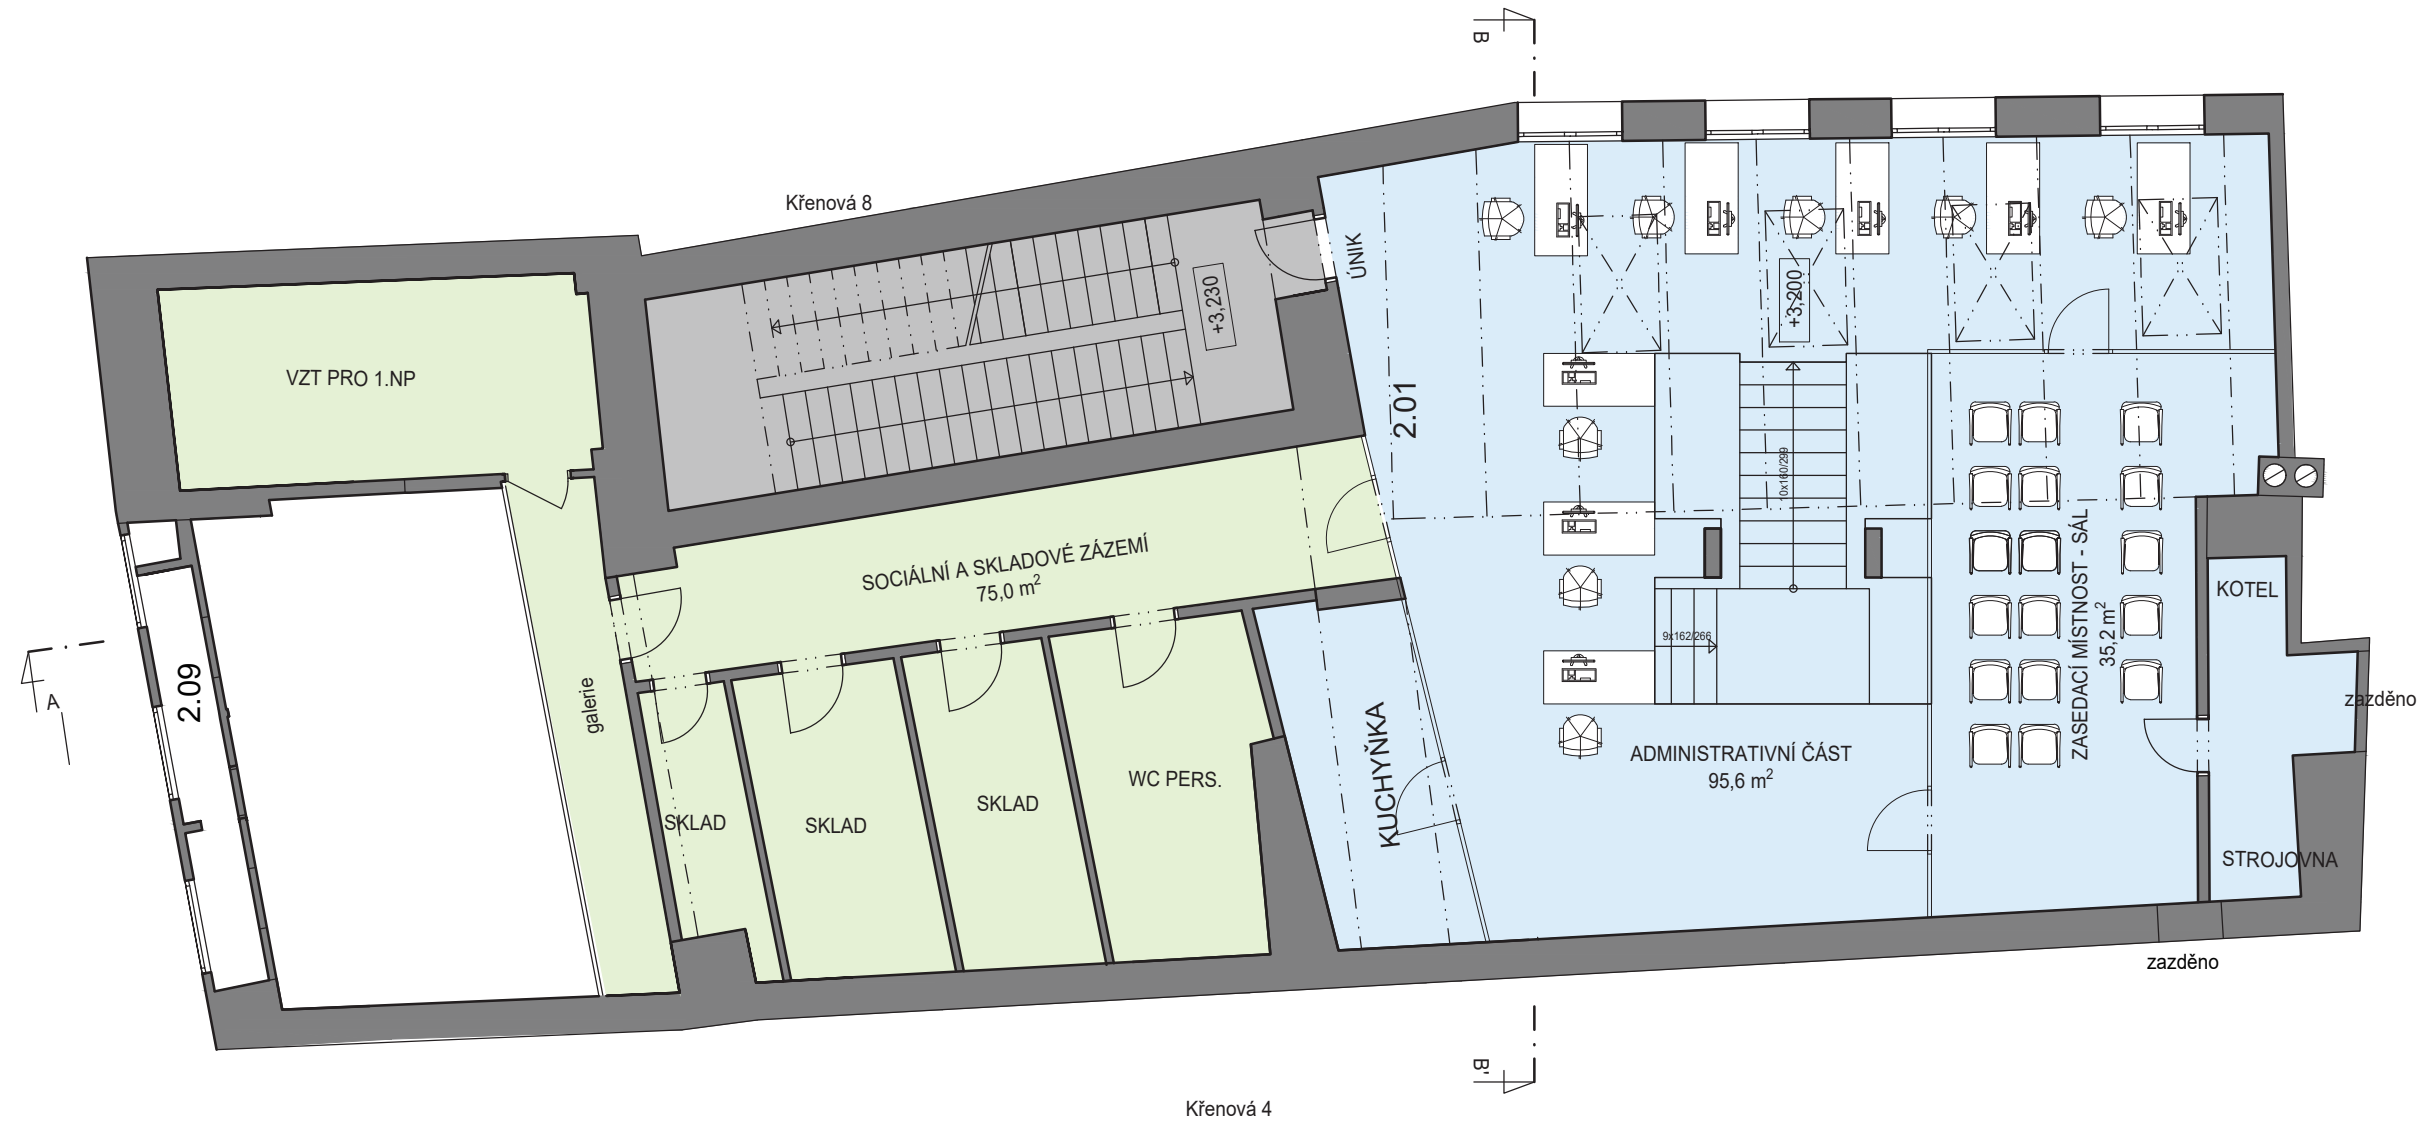 B
Křenová 8
ÚNIK
+3,230
+3,200
VZT PRO 1.NP
2.01
10x160/299
SOCIÁLNÍ A SKLADOVÉ ZÁZEMÍ
75,0 m²
ZASEDACÍ MÍSTNOST - SÁL
35,2 m²
KOTEL
9x162/266
2.09
A
galerie
zazděno
KUCHYŇKA
ADMINISTRATIVNÍ ČÁST
95,6 m²
WC PERS.
SKLAD
SKLAD
SKLAD
STROJOVNA
zazděno
B'
Křenová 4